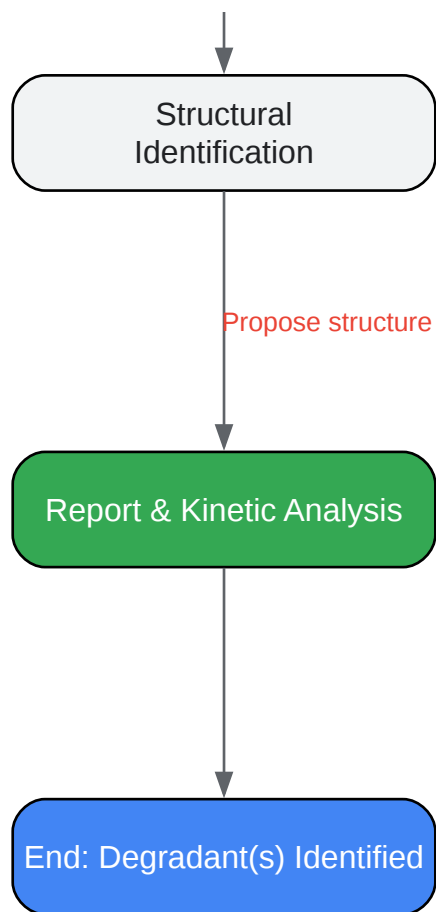 Structural
Identification
Propose structure
Report & Kinetic Analysis
End: Degradant(s) Identified